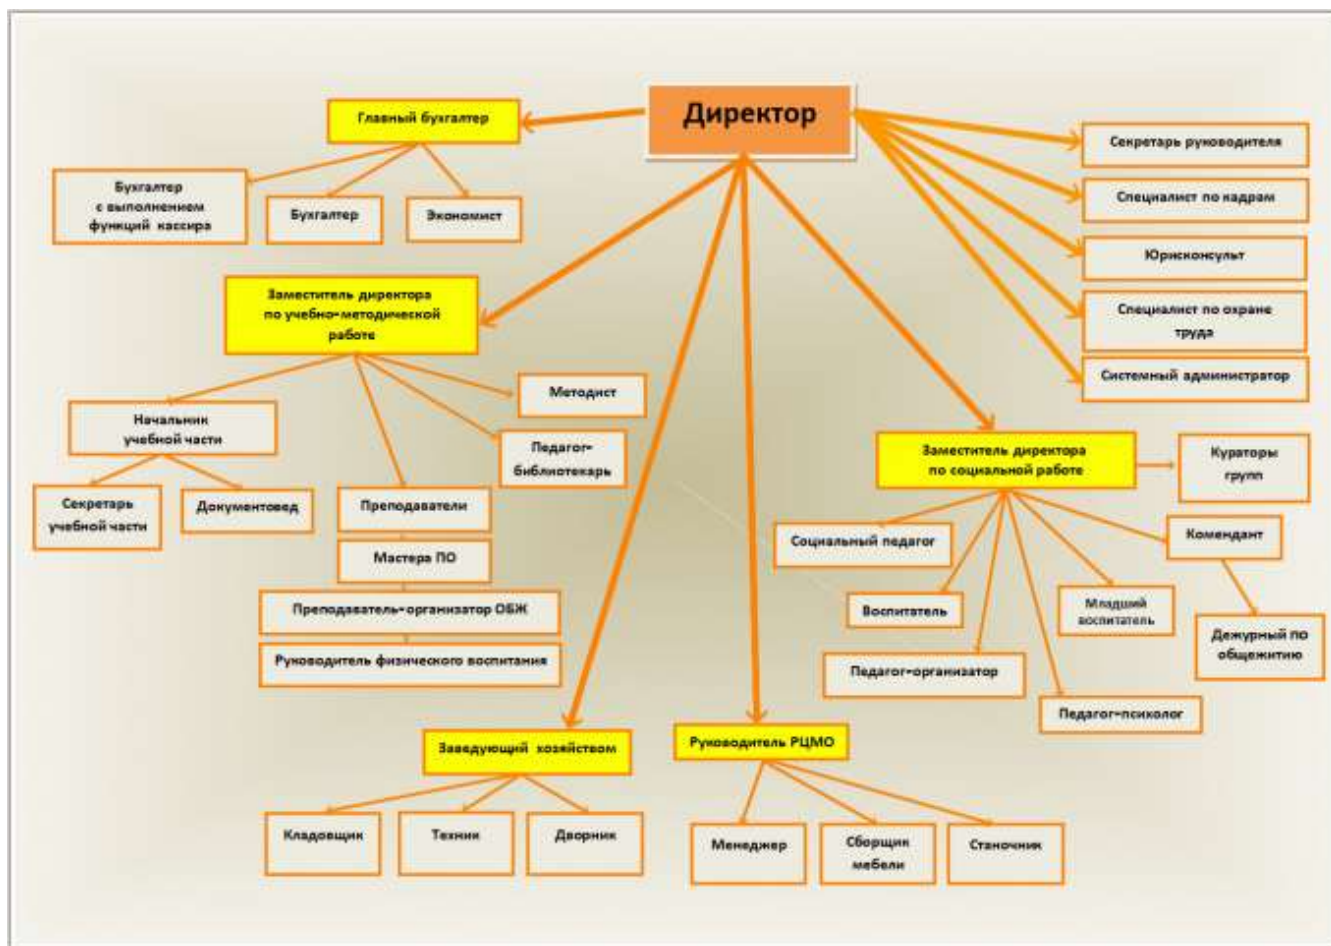 Директор
Главный бухгалтер
Бухгалтер
с выполнением
функций кассира
Бухгалтер
Экономист
Секретарь руководителя
Специалист по кадрам
Юрисконсульт
Специалист по охране
труда
Системный администратор
Заместитель директора
по учебно-методической
работе
Методист
Педагог-
библиотекарь
Начальник
учебной части
Секретарь
учебной части
Документовед
Преподаватели
Мастера ПО
Преподаватель-организатор ОБЖ
Руководитель физического воспитания
Заместитель директора
по социальной работе
Кураторы
групп
Социальный педагог
Комендант
Воспитатель
Младший
воспитатель
Дежурный по
общежитию
Педагог-организатор
Педагог-психолог
Заведующий хозяйством
Кладовщик
Техник
Дворник
Руководитель РЦМО
Менеджер
Сборщик
мебели
Станочник